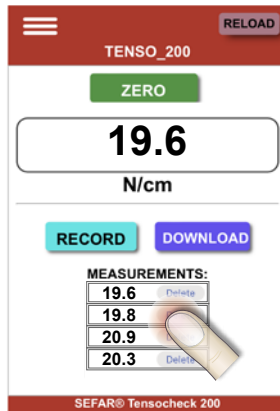 RELOAD
TENSO_200
ZERO
19.6
N/cm
RECORD DOWNLOAD
MEASUREMENTS:
19.6 Delete
19.8
20.9
20.3 Delete
SEFAR® Tensocheck 200